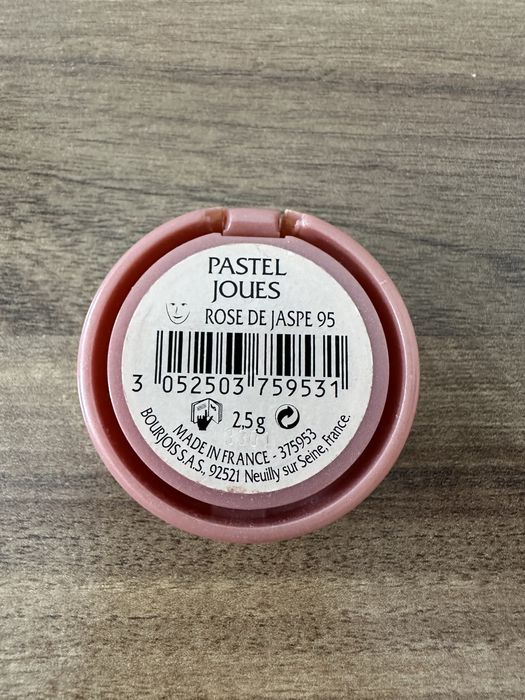 PASTEL
JOUES
ROSE DE JASPE 95
3 052503 759531
2,5 g
MADE IN FRANCE - 375953
BOURJOIS S.A.S., 92521 Neuilly sur Seine, France.